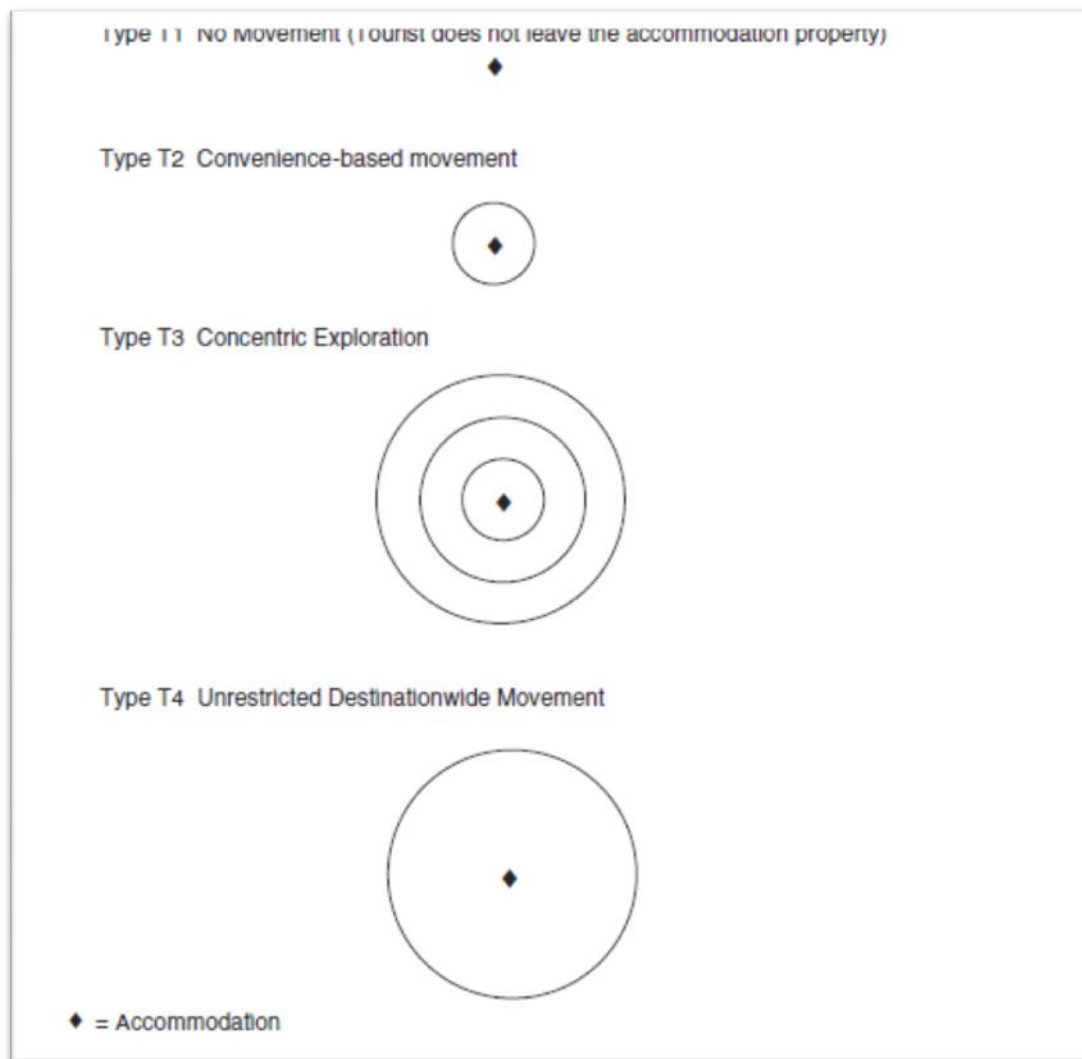 Type T1 No Movement (Tourist does not leave the accommodation property)
Type T2 Convenience-based movement
Type T3 Concentric Exploration
Type T4 Unrestricted Destinationwide Movement
♦ = Accommodation